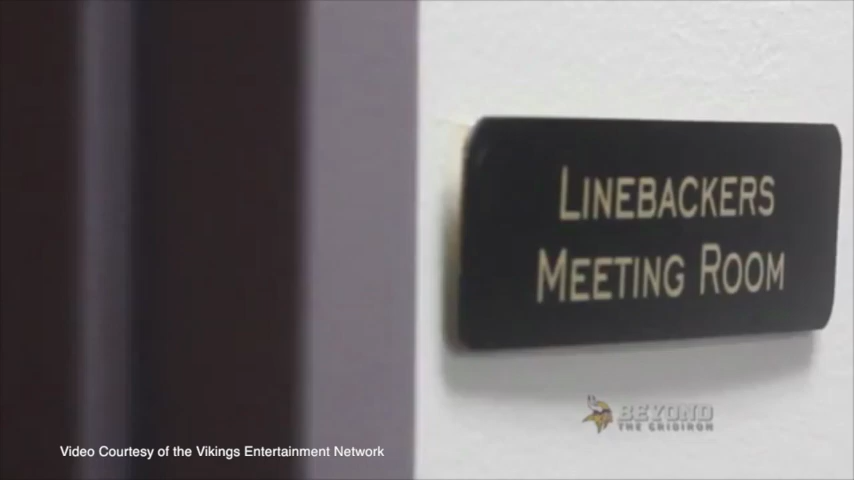 LINEBACKERS
MEETING ROOM
BEYOND
THE GRIDIRON
Video Courtesy of the Vikings Entertainment Network